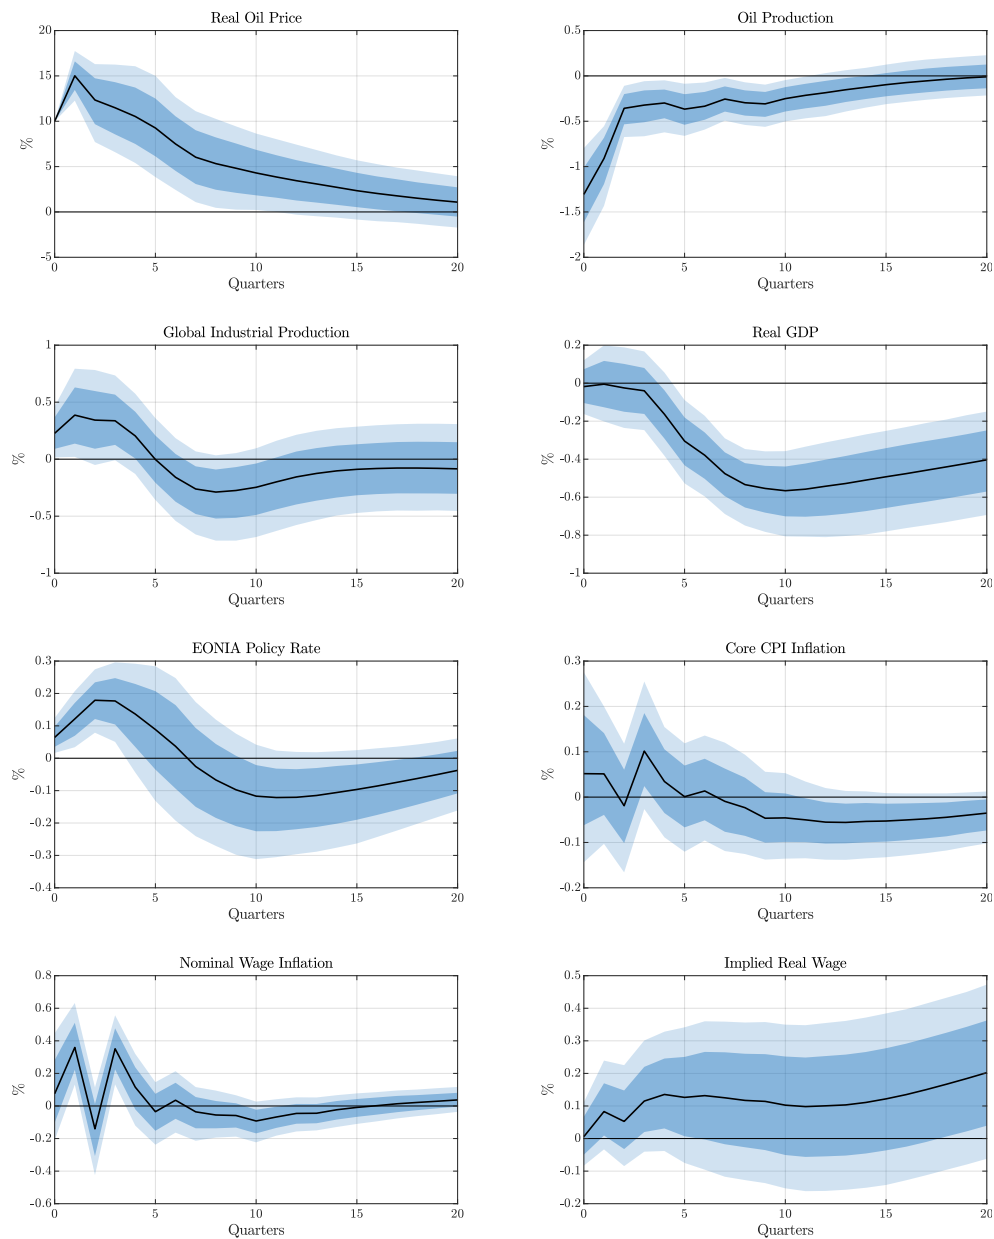 Real Oil Price
20
15
10
5
0
-5
%
0 5 10 15 20
Quarters
Oil Production
0.5
0
-0.5
-1
-1.5
-2
%
0 5 10 15 20
Quarters
Global Industrial Production
1
0.5
0
-0.5
-1
%
0 5 10 15 20
Quarters
Real GDP
0.2
0
-0.2
-0.4
-0.6
-0.8
-1
%
0 5 10 15 20
Quarters
EONIA Policy Rate
0.3
0.2
0.1
0
-0.1
-0.2
-0.3
-0.4
%
0 5 10 15 20
Quarters
Core CPI Inflation
0.3
0.2
0.1
0
-0.1
-0.2
%
0 5 10 15 20
Quarters
Nominal Wage Inflation
0.8
0.6
0.4
0.2
0
-0.2
-0.4
-0.6
%
0 5 10 15 20
Quarters
Implied Real Wage
0.5
0.4
0.3
0.2
0.1
0
-0.1
-0.2
%
0 5 10 15 20
Quarters